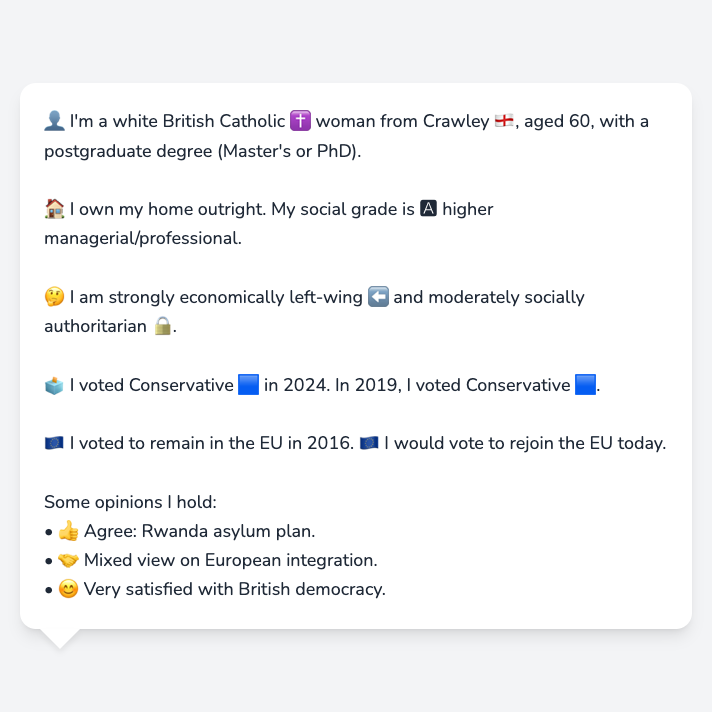 👤 I'm a white British Catholic ✝️ woman from Crawley 🏴󠁧󠁢󠁥󠁮󠁧󠁿, aged 60, with a
postgraduate degree (Master's or PhD).
🏠 I own my home outright. My social grade is 🅰 higher
managerial/professional.
🤔 I am strongly economically left-wing ⬅️ and moderately socially
authoritarian 🔒.
🗳️ I voted Conservative 🟦 in 2024. In 2019, I voted Conservative 🟦.
🇪🇺 I voted to remain in the EU in 2016. 🇪🇺 I would vote to rejoin the EU today.
Some opinions I hold:
• 👍 Agree: Rwanda asylum plan.
• 🤝 Mixed view on European integration.
• 😊 Very satisfied with British democracy.